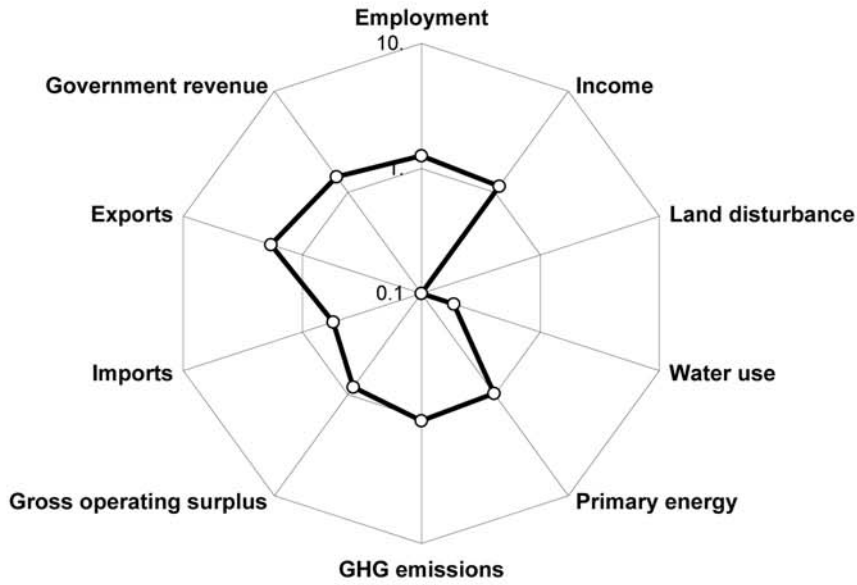 Employment
10.
Government revenue
Income
1.
Exports
Land disturbance
0.1
Imports
Water use
Gross operating surplus
Primary energy
GHG emissions